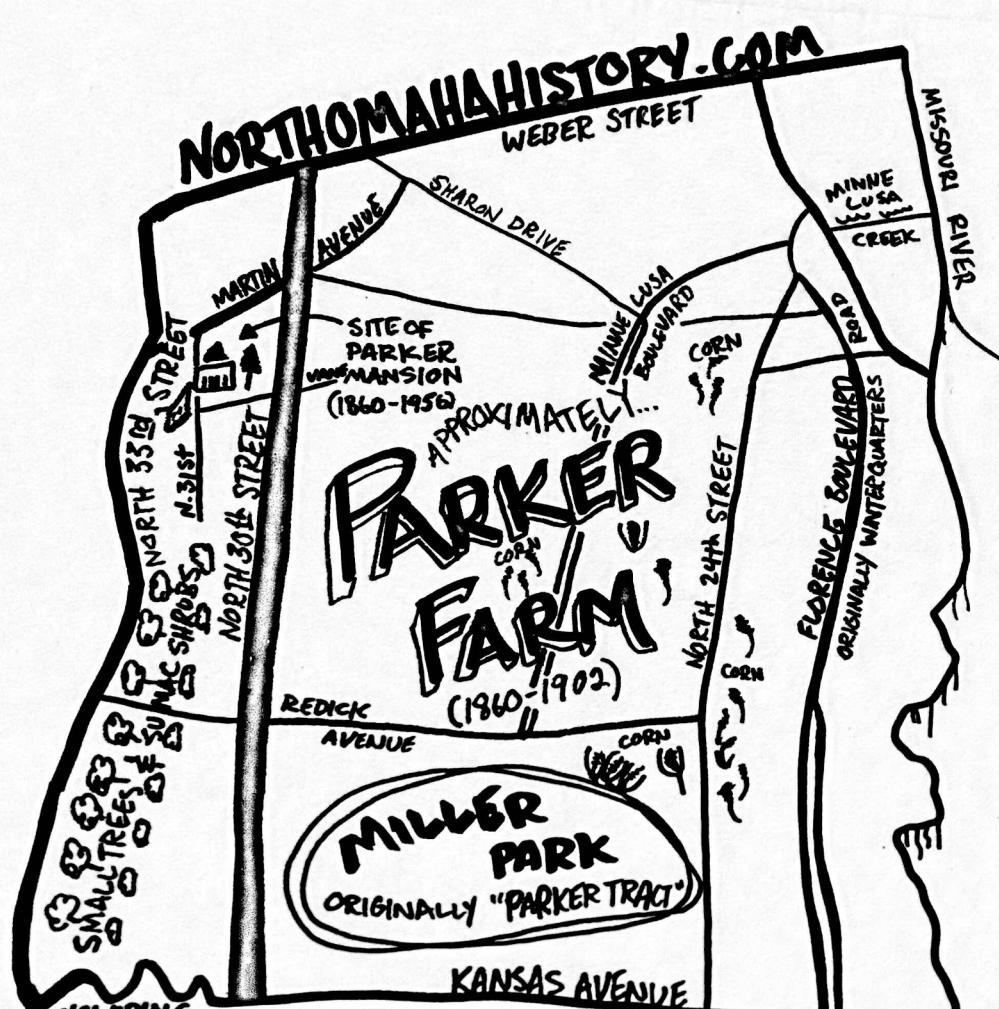 NORTHOMAHAHISTORY.COM
WEBER STREET
MISSOURI RIVER
MINNE
LUSA
CREEK
SHARON DRIVE
MARTIN AVENUE
MINNE LUSA
BOULEVARD
ROAD
SITE OF
PARKER
MANSION
(1860-1956)
CORN
NORTH 33rd STREET
N. 31ST
NORTH 30th STREET
APPROXIMATELY...
PARKER
CORN
FARM
(1860-1902)
NORTH 24th STREET
FLORENCE BOULEVARD
ORIGINALLY WINTER QUARTERS
CORN
SMALL TREES & SUMAC SHRUBS
REDICK
AVENUE
CORN
MILLER
PARK
ORIGINALLY "PARKER TRACT"
KANSAS AVENUE